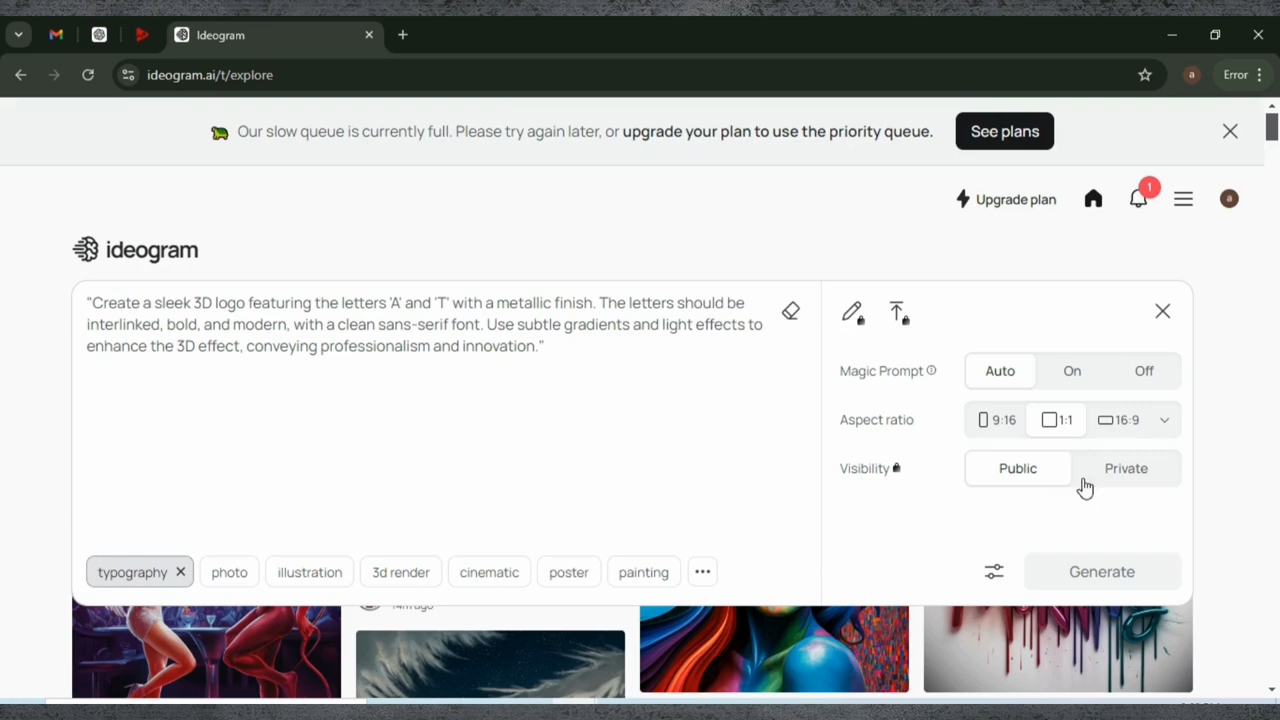 Ideogram
ideogram.ai/t/explore
a
Error
Our slow queue is currently full. Please try again later, or upgrade your plan to use the priority queue.
See plans
Upgrade plan
1
a
ideogram
"Create a sleek 3D logo featuring the letters 'A' and 'T' with a metallic finish. The letters should be
interlinked, bold, and modern, with a clean sans-serif font. Use subtle gradients and light effects to
enhance the 3D effect, conveying professionalism and innovation."
Magic Prompt
Auto
On
Off
Aspect ratio
9:16
1:1
16:9
Visibility
Public
Private
typography
photo
illustration
3d render
cinematic
poster
painting
Generate
14m ago